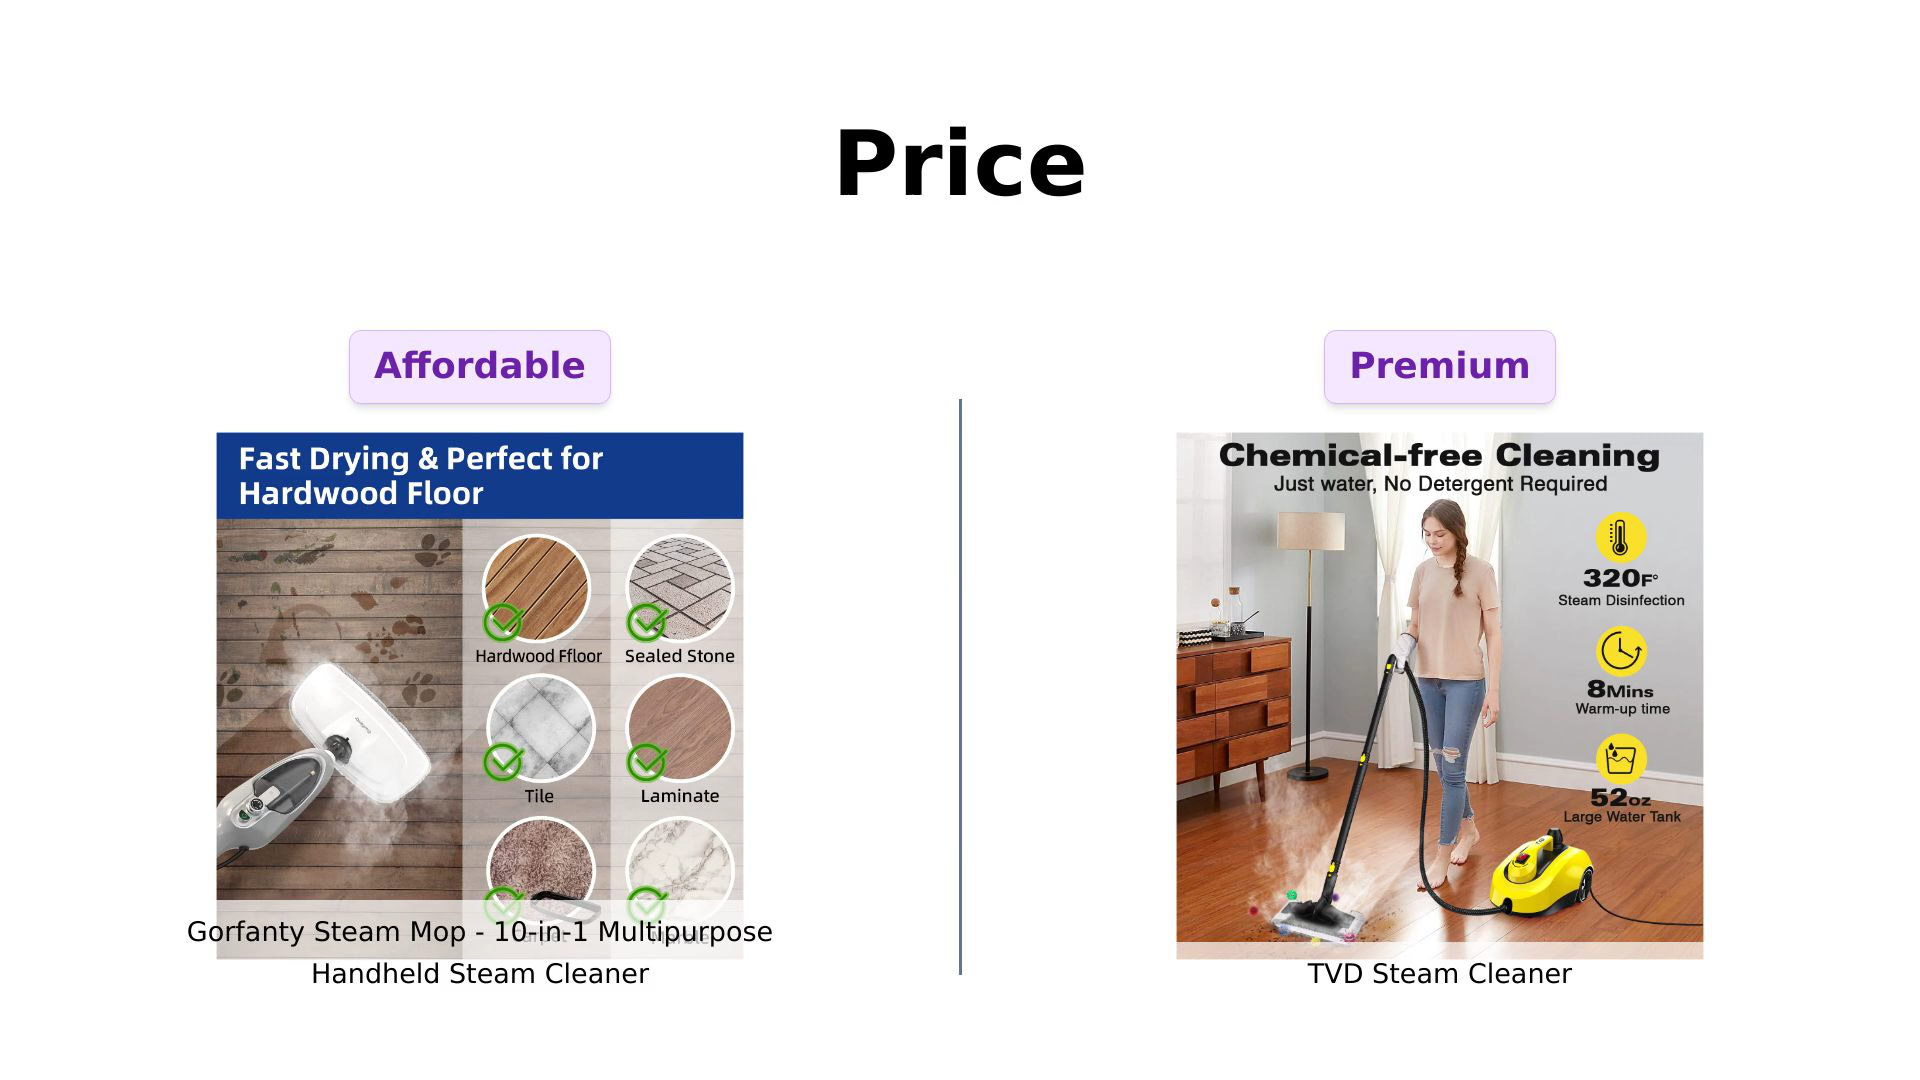 Price
Affordable
Fast Drying & Perfect for
Hardwood Floor
Hardwood Ffloor
Sealed Stone
Tile
Laminate
Gorfanty Steam Mop - 10-in-1 Multipurpose
Handheld Steam Cleaner
Premium
Chemical-free Cleaning
Just water, No Detergent Required
320F°
Steam Disinfection
8Mins
Warm-up time
52oz
Large Water Tank
TVD Steam Cleaner